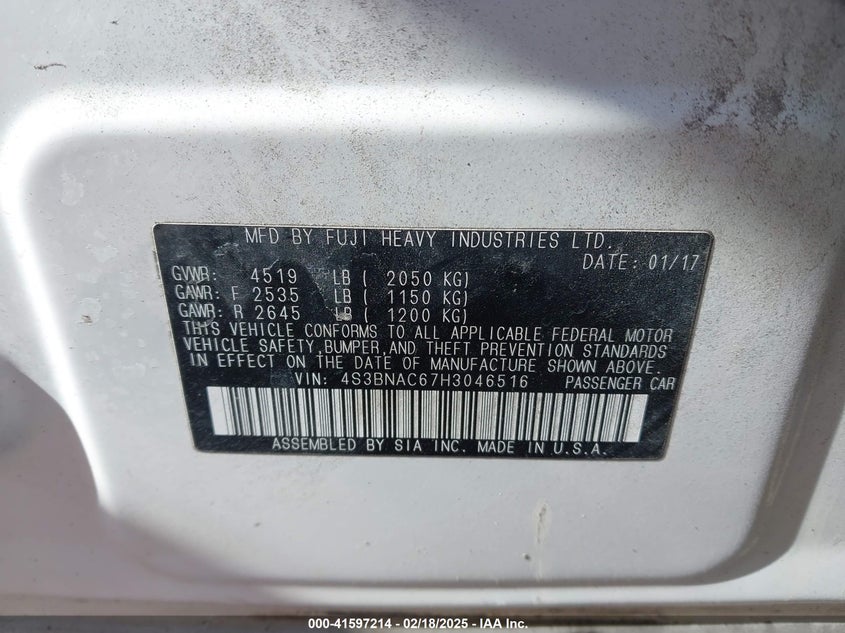 MFD BY FUJI HEAVY INDUSTRIES LTD.
DATE: 01/17
GVWR: 4519 LB ( 2050 KG)
GAWR: F 2535 LB ( 1150 KG)
GAWR: R 2645 LB ( 1200 KG)
THIS VEHICLE CONFORMS TO ALL APPLICABLE FEDERAL MOTOR
VEHICLE SAFETY,BUMPER,AND THEFT PREVENTION STANDARDS
IN EFFECT ON THE DATE OF MANUFACTURE SHOWN ABOVE.
VIN: 4S3BNAC67H3046516 PASSENGER CAR
ASSEMBLED BY SIA INC. MADE IN U.S.A.
000-41597214 - 02/18/2025 - IAA Inc.